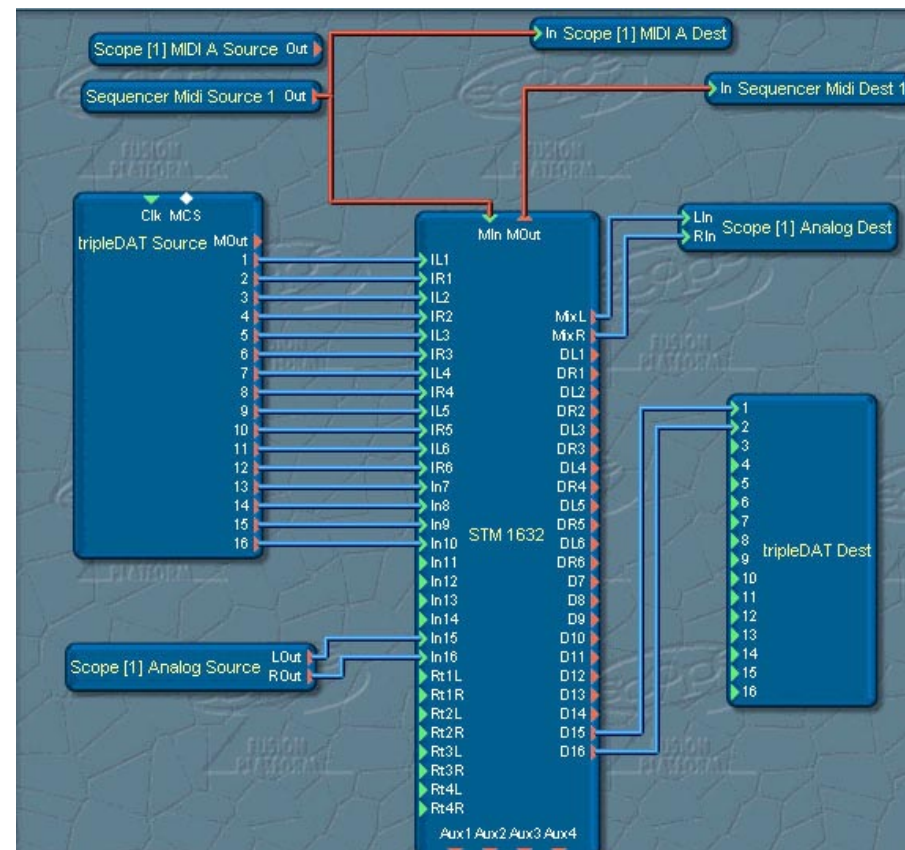 Scope [1] MIDI A Source Out
In Scope [1] MIDI A Dest
Sequencer Midi Source 1 Out
In Sequencer Midi Dest 1
Clk MCS
tripleDAT Source MOut
1
2
3
4
5
6
7
8
9
10
11
12
13
14
15
16
Scope [1] Analog Source
LOut
ROut
MIn MOut
IL1
IR1
IL2
IR2
IL3
IR3
IL4
IR4
IL5
IR5
IL6
IR6
In7
In8
In9
In10
In11
In12
In13
In14
In15
In16
Rt1L
Rt1R
Rt2L
Rt2R
Rt3L
Rt3R
Rt4L
Rt4R
STM 1632
MixL
MixR
DL1
DR1
DL2
DR2
DL3
DR3
DL4
DR4
DL5
DR5
DL6
DR6
D7
D8
D9
D10
D11
D12
D13
D14
D15
D16
Aux1 Aux2 Aux3 Aux4
LIn
RIn
Scope [1] Analog Dest
1
2
3
4
5
6
7
8
9
10
11
12
13
14
15
16
tripleDAT Dest
FUSION
PLATFORM